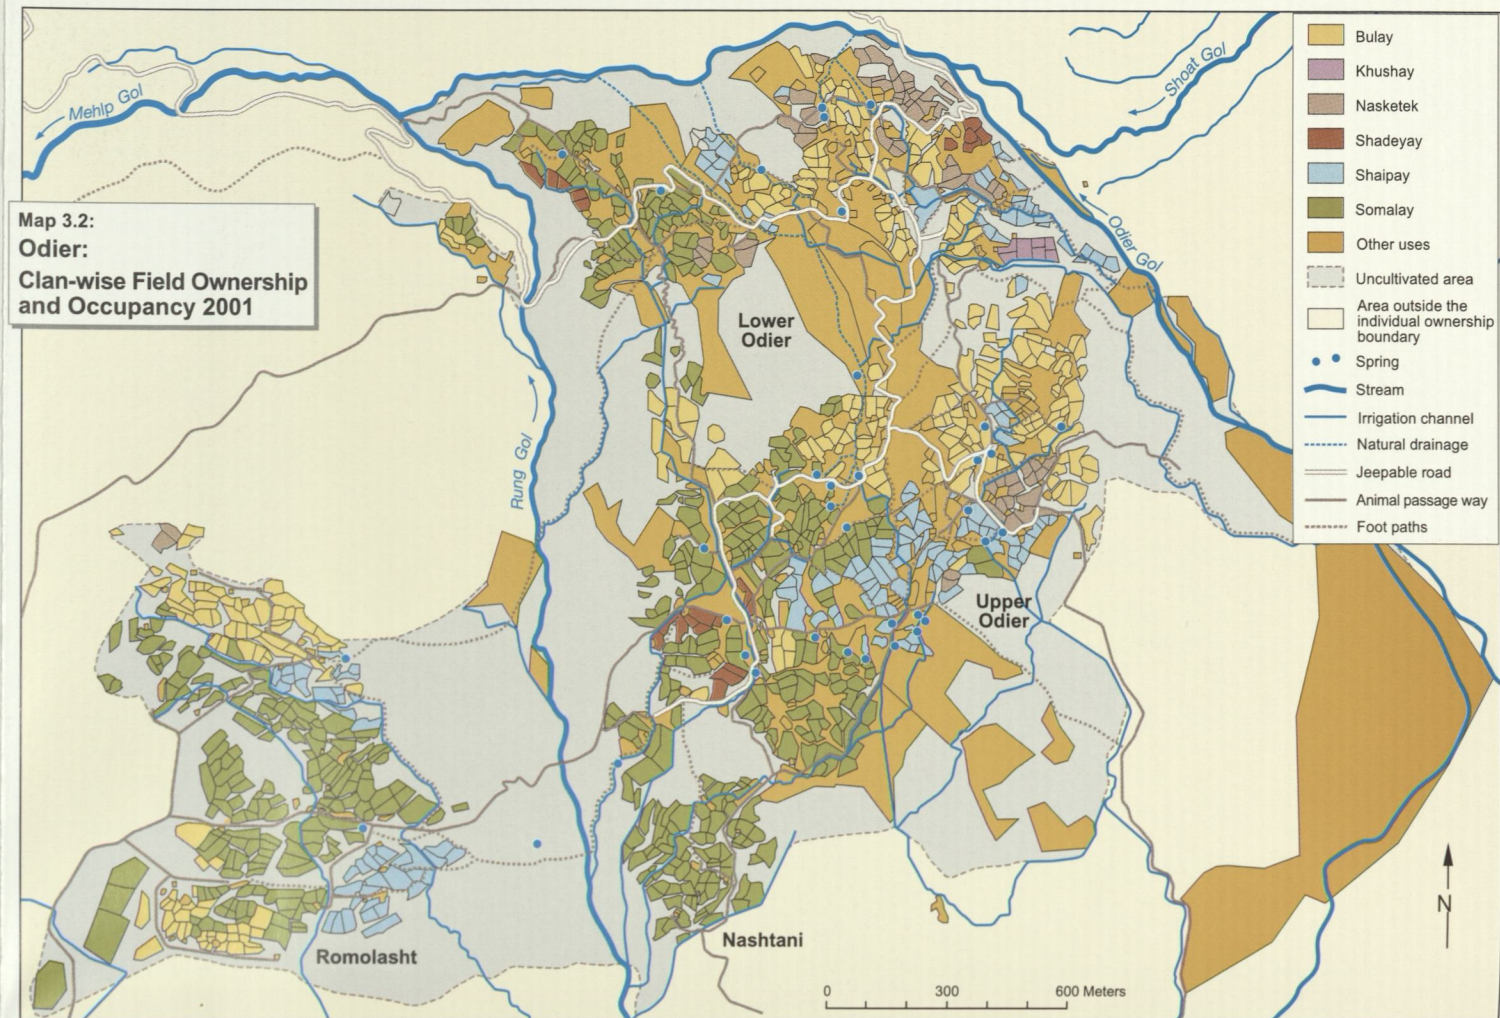 Bulay
Khushay
Nasketek
Shadeyay
Shaipay
Somalay
Other uses
Uncultivated area
Area outside the
individual ownership
boundary
Spring
Stream
Irrigation channel
Natural drainage
Jeepable road
Animal passage way
Foot paths
Mehlp Gol
Shoat Gol
Map 3.2:
Odier:
Clan-wise Field Ownership
and Occupancy 2001
Odier Gol
Lower
Odier
Rung Gol
Upper
Odier
N
Nashtani
Romolasht
0 300 600 Meters